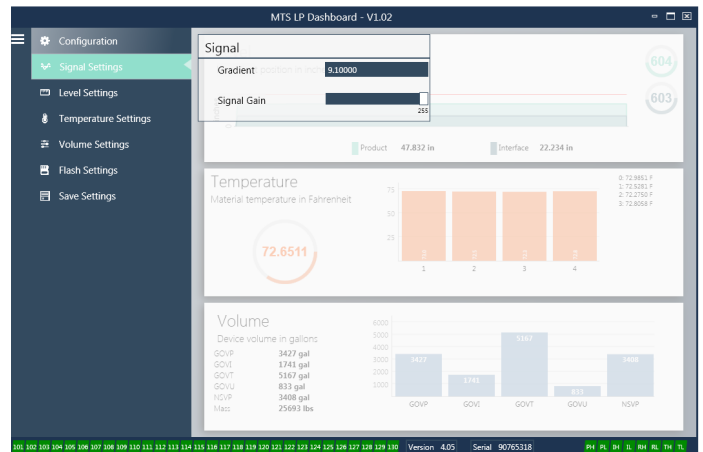 MTS LP Dashboard - V1.02
Configuration
Signal Settings
Level Settings
Temperature Settings
Volume Settings
Flash Settings
Save Settings
Signal
Gradient 9.10000
Signal Gain
255
604
603
0
Product 47.832 in Interface 22.234 in
Temperature
Material temperature in Fahrenheit
72.6511
75
50
25
1 2 3 4
0: 72.9851 F
1: 72.5281 F
2: 72.2750 F
3: 72.8058 F
Volume
Device volume in gallons
GOVP 3427 gal
GOVI 1741 gal
GOVT 5167 gal
GOVU 833 gal
NSVP 3408 gal
Mass 25693 lbs
6000
5000
4000
3000
2000
1000
3427 1741 5167 833 3408
GOVP GOVI GOVT GOVU NSVP
101 102 103 104 105 106 107 108 109 110 111 112 113 114 115 116 117 118 119 120 121 122 123 124 125 126 127 128 129 130 Version 4.05 Serial 90765318 PH PL IH IL RH RL TH TL